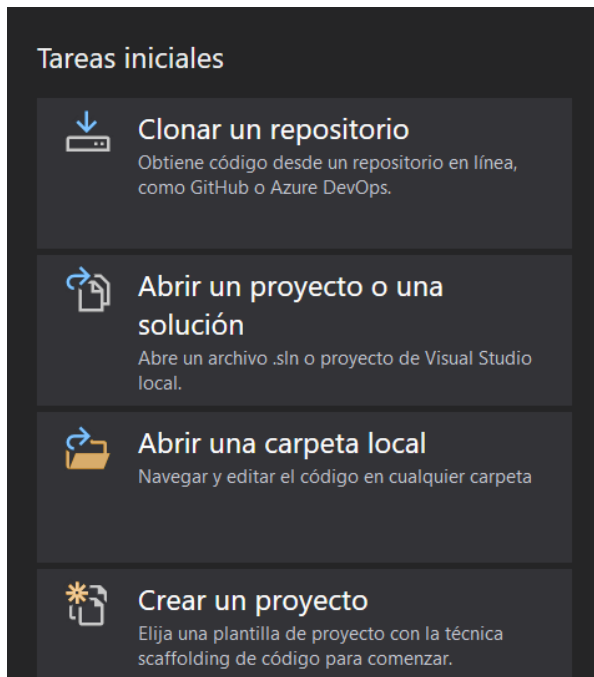 Tareas iniciales
Clonar un repositorio
Obtiene código desde un repositorio en línea,
como GitHub o Azure DevOps.
Abrir un proyecto o una
solución
Abre un archivo .sln o proyecto de Visual Studio
local.
Abrir una carpeta local
Navegar y editar el código en cualquier carpeta
Crear un proyecto
Elija una plantilla de proyecto con la técnica
scaffolding de código para comenzar.